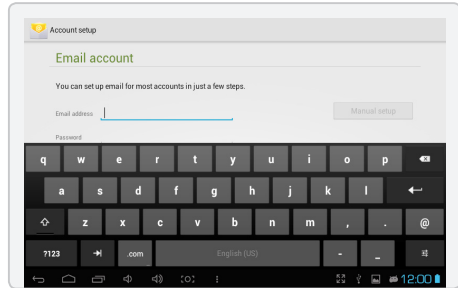 Account setup
Email account
You can set up email for most accounts in just a few steps.
Email address
Manual setup
Password
q w e r t y u i o p
a s d f g h j k l
z x c v b n m , . @
?123 .com English (US) - _
12:00